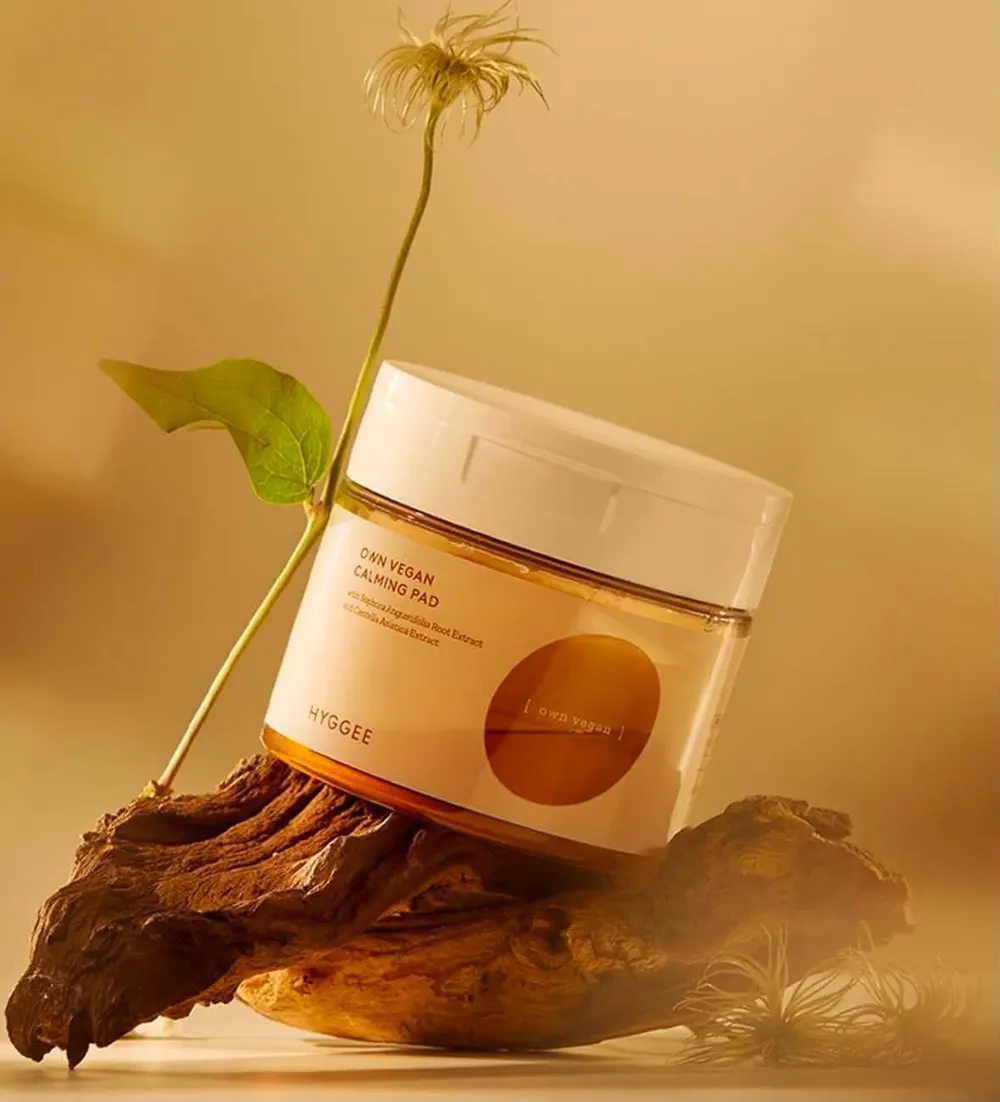 OWN VEGAN
CALMING PAD
with Sophora Angustifolia Root Extract
and Centella Asiatica Extract
[ own vegan ]
HYGGEE